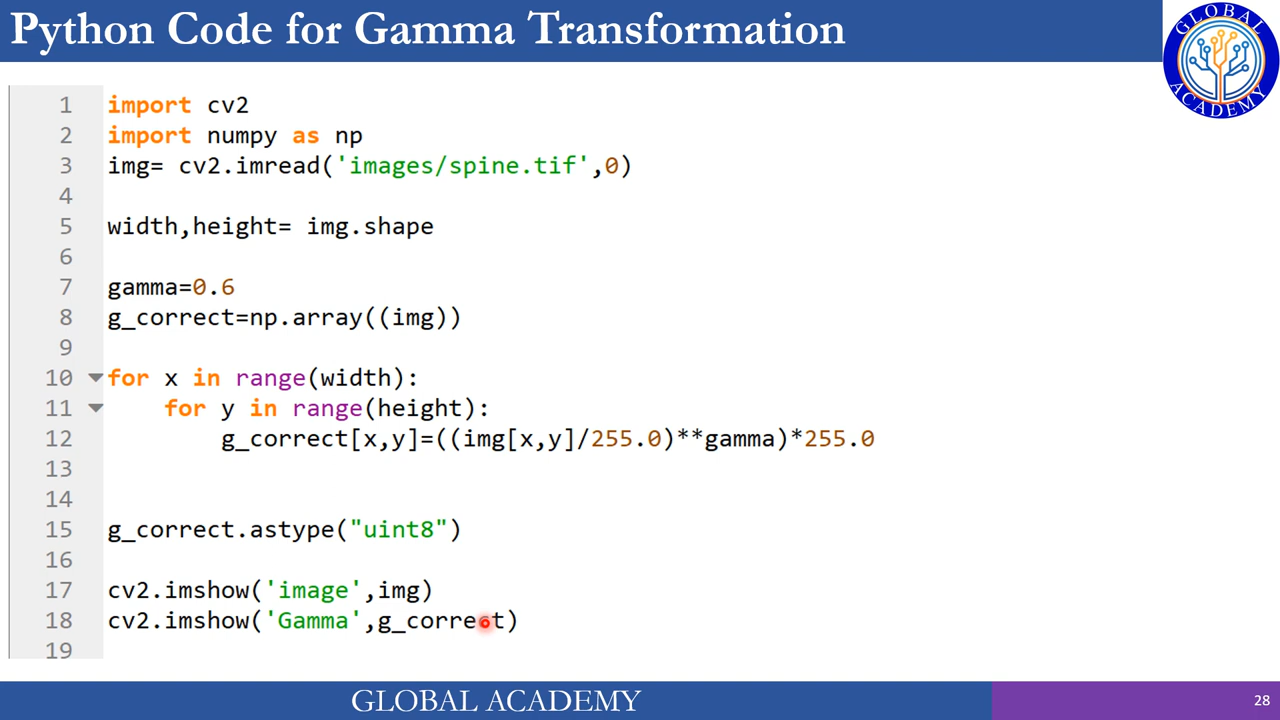 Python Code for Gamma Transformation
GLOBAL
ACADEMY
1 import cv2
2 import numpy as np
3 img= cv2.imread('images/spine.tif',0)
4
5 width,height= img.shape
6
7 gamma=0.6
8 g_correct=np.array((img))
9
10 for x in range(width):
11     for y in range(height):
12         g_correct[x,y]=((img[x,y]/255.0)**gamma)*255.0
13
14
15 g_correct.astype("uint8")
16
17 cv2.imshow('image',img)
18 cv2.imshow('Gamma',g_correct)
19
GLOBAL ACADEMY
28